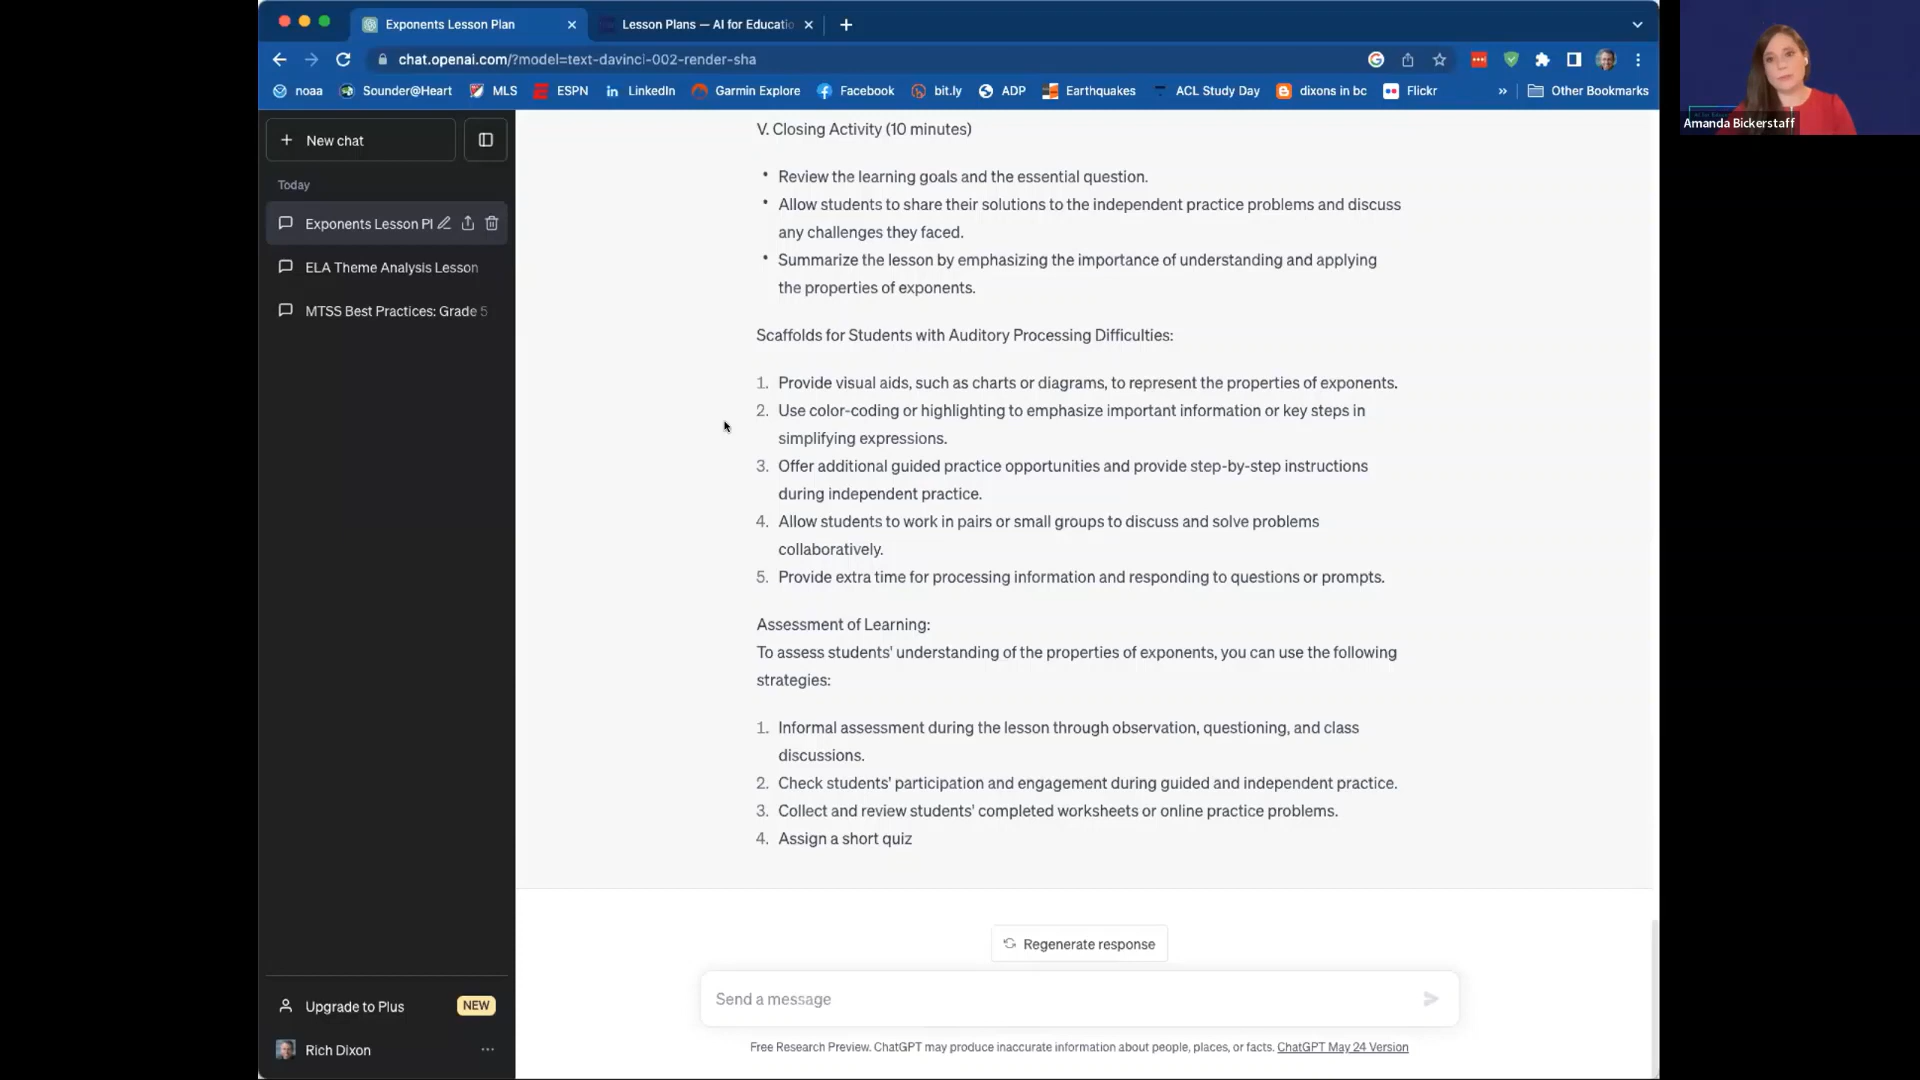 Exponents Lesson Plan
Lesson Plans — AI for Educatio
chat.openai.com/?model=text-davinci-002-render-sha
noaa
Sounder@Heart
MLS
ESPN
LinkedIn
Garmin Explore
Facebook
bit.ly
ADP
Earthquakes
ACL Study Day
dixons in bc
Flickr
»
Other Bookmarks
Amanda Bickerstaff
New chat
Today
Exponents Lesson Pl
ELA Theme Analysis Lesson
MTSS Best Practices: Grade 5
Upgrade to Plus
NEW
Rich Dixon
V. Closing Activity (10 minutes)
• Review the learning goals and the essential question.
• Allow students to share their solutions to the independent practice problems and discuss
any challenges they faced.
• Summarize the lesson by emphasizing the importance of understanding and applying
the properties of exponents.
Scaffolds for Students with Auditory Processing Difficulties:
1. Provide visual aids, such as charts or diagrams, to represent the properties of exponents.
2. Use color-coding or highlighting to emphasize important information or key steps in
simplifying expressions.
3. Offer additional guided practice opportunities and provide step-by-step instructions
during independent practice.
4. Allow students to work in pairs or small groups to discuss and solve problems
collaboratively.
5. Provide extra time for processing information and responding to questions or prompts.
Assessment of Learning:
To assess students' understanding of the properties of exponents, you can use the following
strategies:
1. Informal assessment during the lesson through observation, questioning, and class
discussions.
2. Check students' participation and engagement during guided and independent practice.
3. Collect and review students' completed worksheets or online practice problems.
4. Assign a short quiz
Regenerate response
Send a message
Free Research Preview. ChatGPT may produce inaccurate information about people, places, or facts. ChatGPT May 24 Version